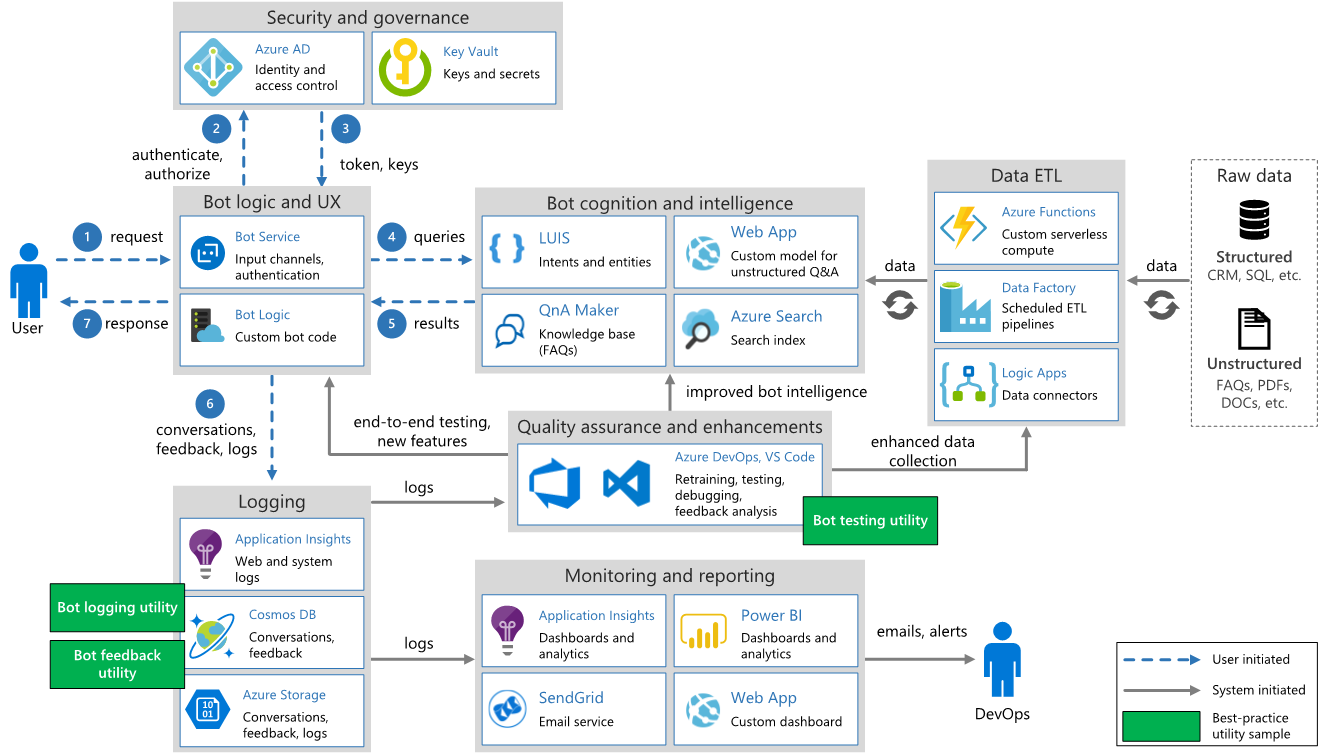 Security and governance
Azure AD
Identity and
access control
Key Vault
Keys and secrets
2
authenticate,
authorize
3
token, keys
User
1
request
7
response
Bot logic and UX
Bot Service
Input channels,
authentication
Bot Logic
Custom bot code
4
queries
5
results
Bot cognition and intelligence
LUIS
Intents and entities
Web App
Custom model for
unstructured Q&A
QnA Maker
Knowledge base
(FAQs)
Azure Search
Search index
data
Data ETL
Azure Functions
Custom serverless
compute
Data Factory
Scheduled ETL
pipelines
Logic Apps
Data connectors
data
Raw data
Structured
CRM, SQL, etc.
Unstructured
FAQs, PDFs,
DOCs, etc.
6
conversations,
feedback, logs
end-to-end testing,
new features
improved bot intelligence
Quality assurance and enhancements
Azure DevOps, VS Code
Retraining, testing,
debugging,
feedback analysis
Bot testing utility
enhanced data
collection
Logging
Application Insights
Web and system
logs
Bot logging utility
Cosmos DB
Conversations,
feedback
Bot feedback
utility
10
01
Azure Storage
Conversations,
feedback, logs
logs
logs
Monitoring and reporting
Application Insights
Dashboards and
analytics
Power BI
Dashboards and
analytics
SendGrid
Email service
Web App
Custom dashboard
emails, alerts
DevOps
User initiated
System initiated
Best-practice
utility sample